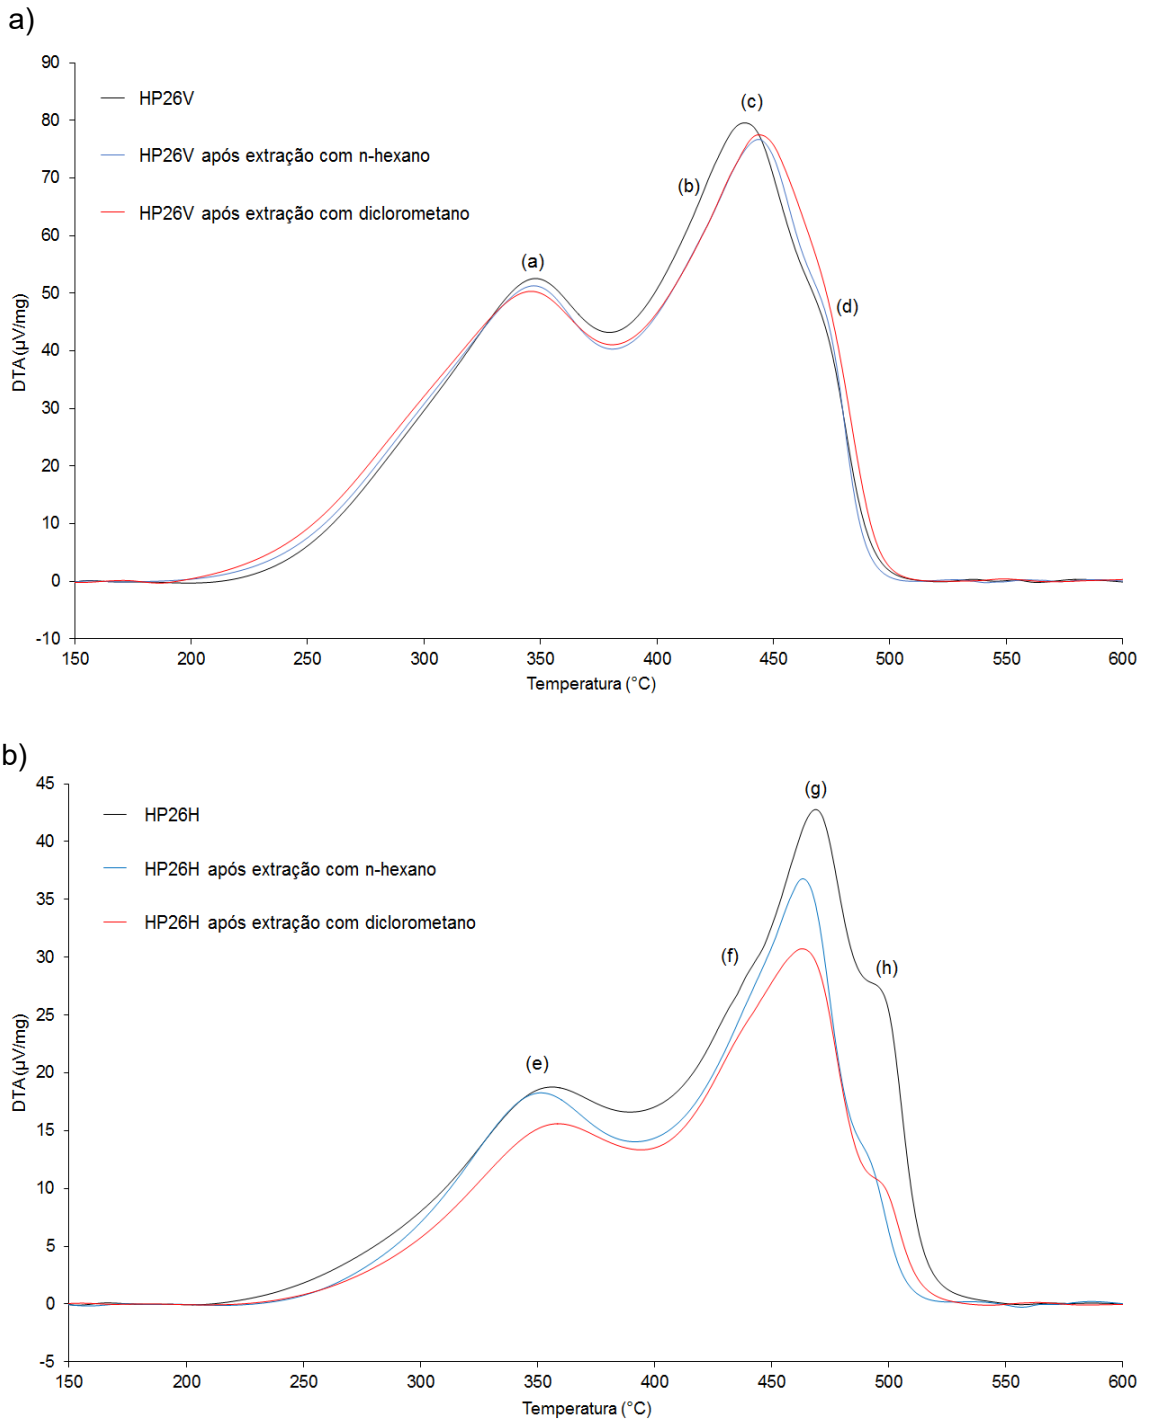 a)
90
80
70
60
50
40
30
20
10
0
-10
DTA (µV/mg)
HP26V
HP26V após extração com n-hexano
HP26V após extração com diclorometano
(a)
(b)
(c)
(d)
150 200 250 300 350 400 450 500 550 600
Temperatura (°C)
b)
45
40
35
30
25
20
15
10
5
0
-5
DTA (µV/mg)
HP26H
HP26H após extração com n-hexano
HP26H após extração com diclorometano
(e)
(f)
(g)
(h)
150 200 250 300 350 400 450 500 550 600
Temperatura (°C)